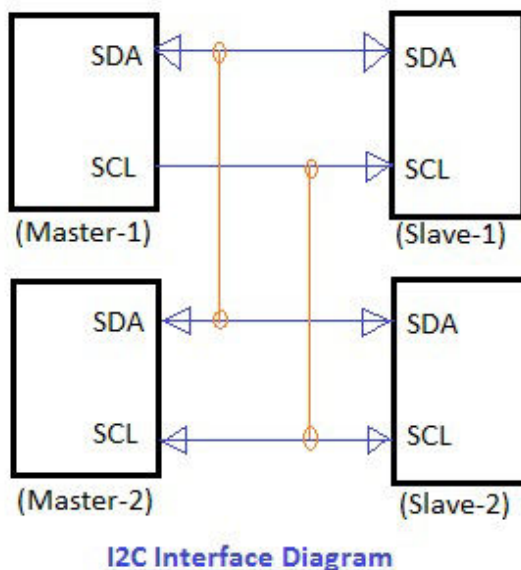 SDA
SDA
SCL
SCL
(Master-1)
(Slave-1)
SDA
SDA
SCL
SCL
(Master-2)
(Slave-2)
I2C Interface Diagram